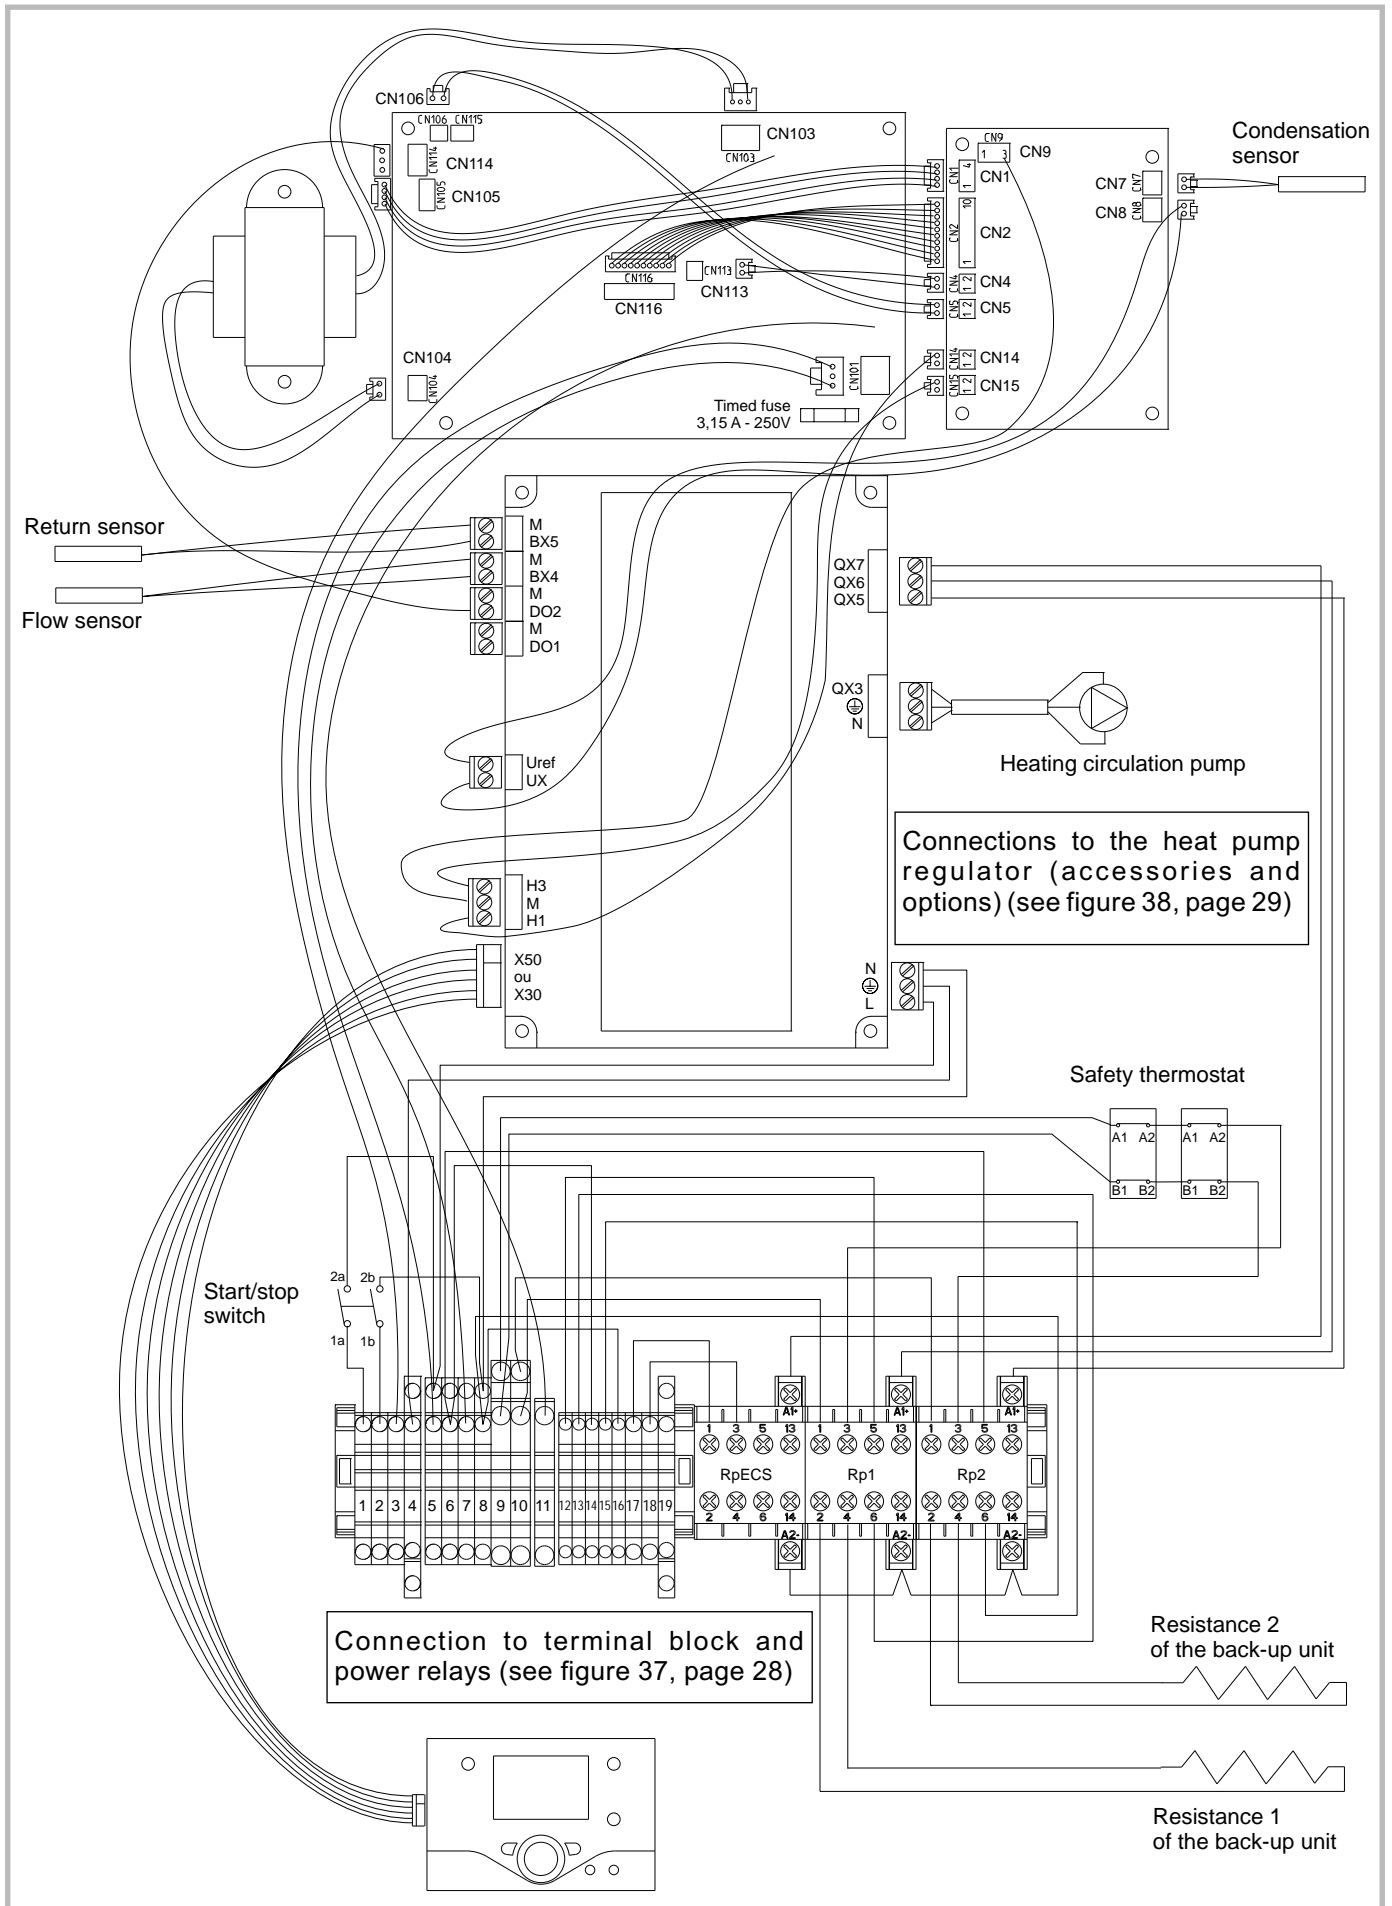 CN106
CN106 CN115
CN103
CN103
CN114
CN114
CN105
CN105
CN116
CN116
CN113
CN113
CN104
CN104
CN101
Timed fuse
3,15 A - 250V
CN9
1 3
CN9
CN1
1 4
CN1
CN2
1 10
CN2
CN4
1 2
CN4
CN5
1 2
CN5
CN14
1 2
CN14
CN15
1 2
CN15
CN7
CN7
CN8
CN8
Condensation
sensor
Return sensor
Flow sensor
M
BX5
M
BX4
M
DO2
M
DO1
QX7
QX6
QX5
QX3
N
Heating circulation pump
Uref
UX
H3
M
H1
X50
ou
X30
N
L
Connections to the heat pump
regulator (accessories and
options) (see figure 38, page 29)
Safety thermostat
A1 A2 A1 A2
B1 B2 B1 B2
Start/stop
switch
2a 2b
1a 1b
A1+ A1+ A1+
1 3 5 13 1 3 5 13 1 3 5 13
RpECS Rp1 Rp2
1 2 3 4 5 6 7 8 9 10 11 12 13 14 15 16 17 18 19
2 4 6 14 2 4 6 14 2 4 6 14
A2- A2- A2-
Connection to terminal block and
power relays (see figure 37, page 28)
Resistance 2
of the back-up unit
Resistance 1
of the back-up unit